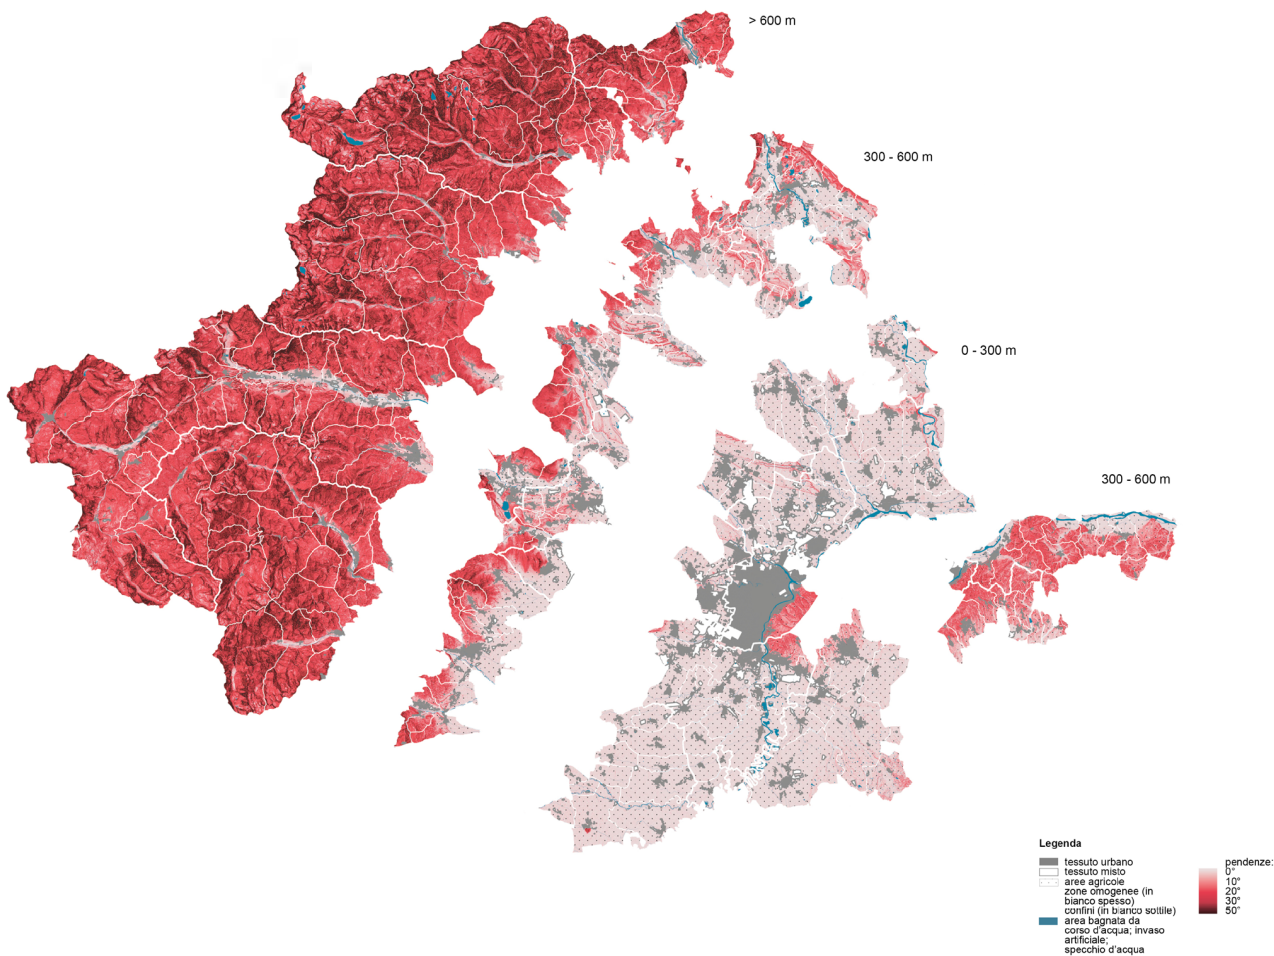 > 600 m
300 - 600 m
0 - 300 m
300 - 600 m
Legenda
tessuto urbano
tessuto misto
aree agricole
zone omogenee (in
bianco spesso)
confini (in bianco sottile)
area bagnata da
corso d'acqua; invaso
artificiale;
specchio d'acqua
pendenze:
0°
10°
20°
30°
50°